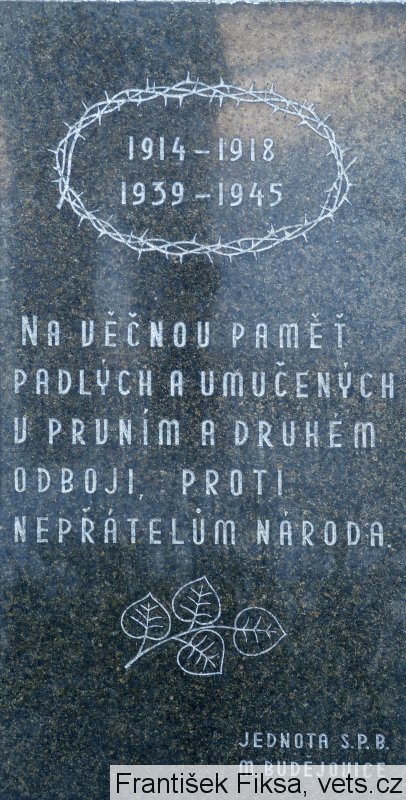 1914 – 1918
1939 – 1945
NA VĚČNOU PAMĚŤ
PADLÝCH A UMUČENÝCH
V PRVNÍM A DRUHÉM
ODBOJI, PROTI
NEPŘÁTELŮM NÁRODA.
JEDNOTA S.P.B.
M. BUDĚJOVICE
František Fiksa, vets.cz